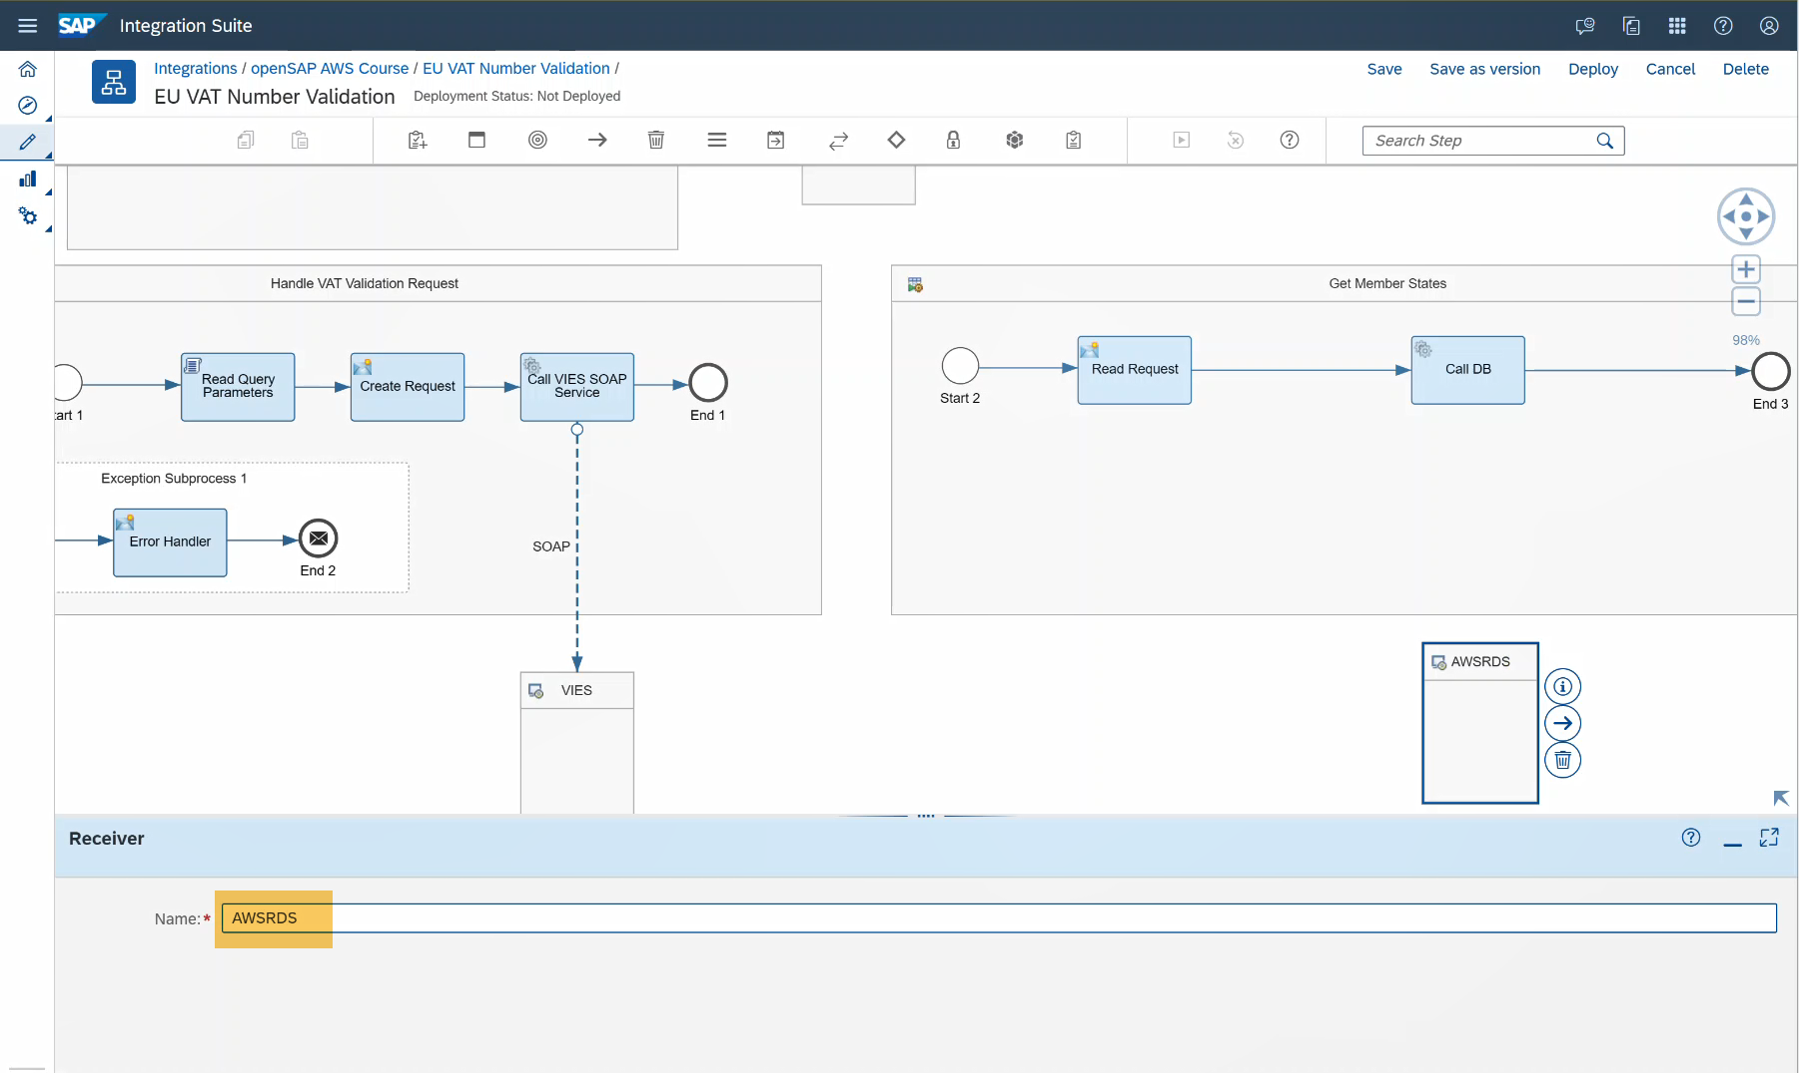 SAP Integration Suite
Integrations / openSAP AWS Course / EU VAT Number Validation /
Save Save as version Deploy Cancel Delete
EU VAT Number Validation Deployment Status: Not Deployed
Search Step
Handle VAT Validation Request
Get Member States
98%
Read Query
Parameters
Create Request
Call VIES SOAP
Service
Read Request
Call DB
art 1
End 1
Start 2
End 3
Exception Subprocess 1
Error Handler
End 2
SOAP
VIES
AWSRDS
Receiver
Name:* AWSRDS